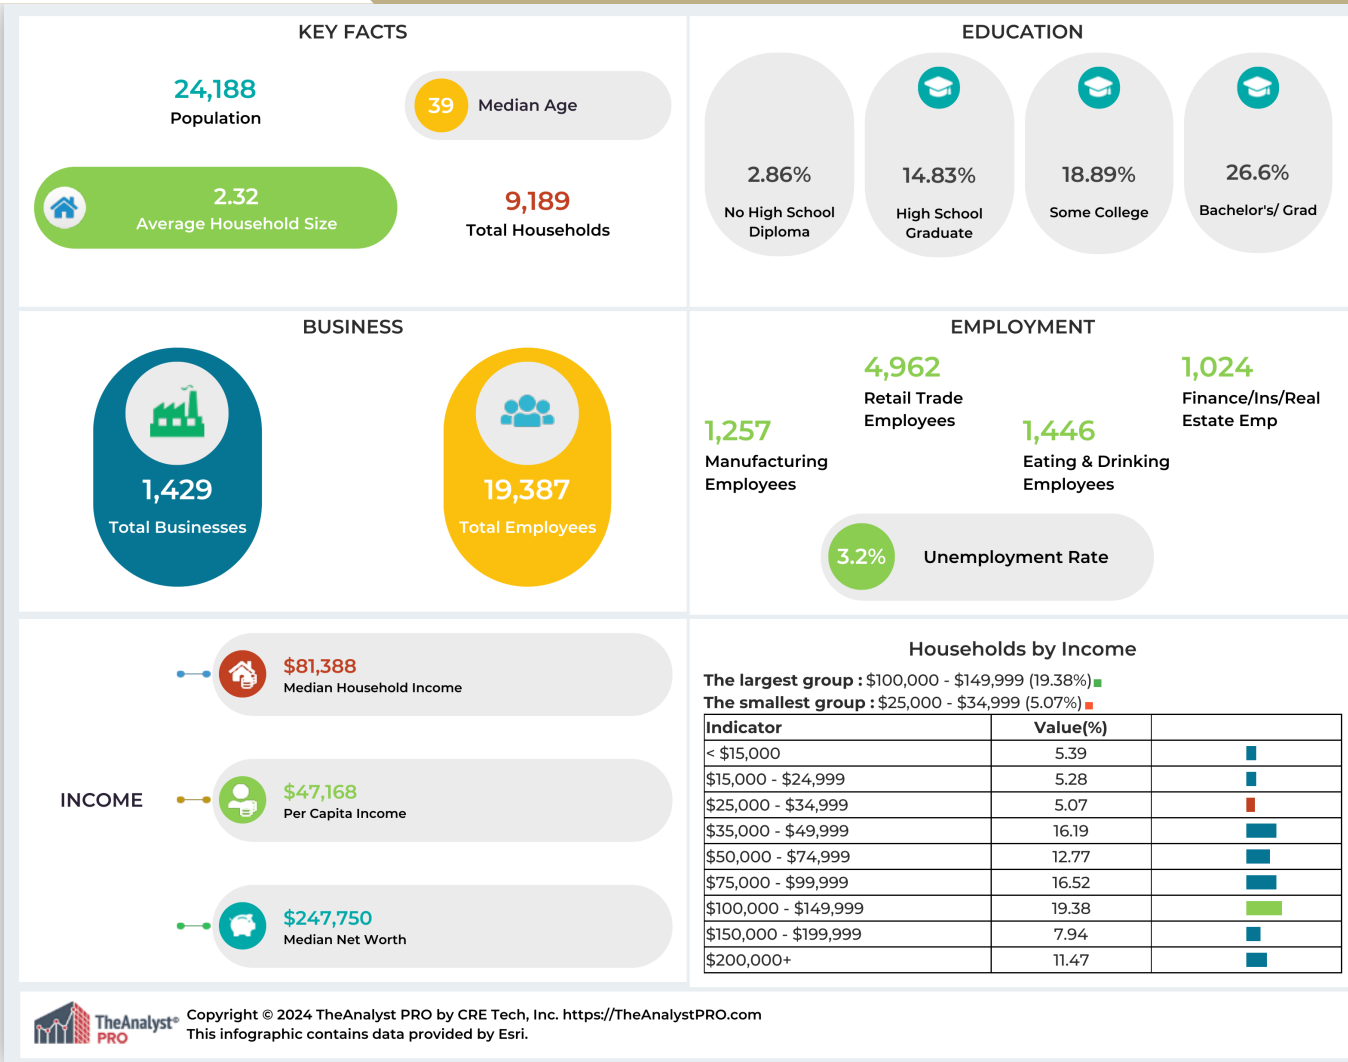 KEY FACTS
24,188
Population
39
Median Age
2.32
Average Household Size
9,189
Total Households
EDUCATION
2.86%
No High School
Diploma
14.83%
High School
Graduate
18.89%
Some College
26.6%
Bachelor's/ Grad
BUSINESS
1,429
Total Businesses
19,387
Total Employees
EMPLOYMENT
1,257
Manufacturing
Employees
4,962
Retail Trade
Employees
1,446
Eating & Drinking
Employees
1,024
Finance/Ins/Real
Estate Emp
3.2%
Unemployment Rate
INCOME
$81,388
Median Household Income
$47,168
Per Capita Income
$247,750
Median Net Worth
Households by Income
The largest group : $100,000 - $149,999 (19.38%)
The smallest group : $25,000 - $34,999 (5.07%)
Indicator Value(%)
< $15,000 5.39
$15,000 - $24,999 5.28
$25,000 - $34,999 5.07
$35,000 - $49,999 16.19
$50,000 - $74,999 12.77
$75,000 - $99,999 16.52
$100,000 - $149,999 19.38
$150,000 - $199,999 7.94
$200,000+ 11.47
TheAnalyst©
PRO
Copyright © 2024 TheAnalyst PRO by CRE Tech, Inc. https://TheAnalystPRO.com
This infographic contains data provided by Esri.